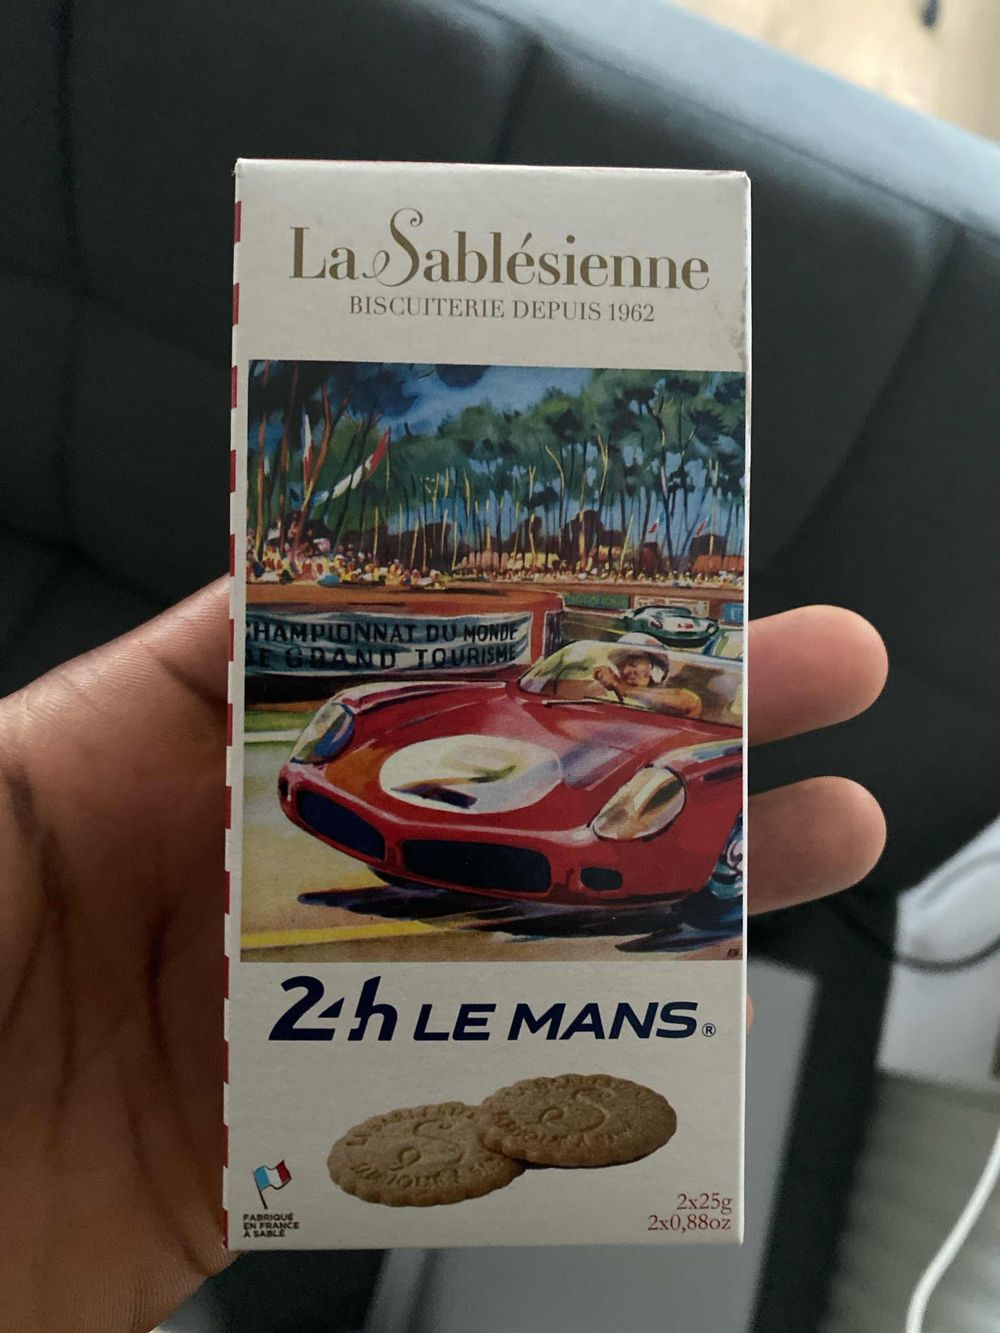 La Sablésienne
BISCUITERIE DEPUIS 1962
CHAMPIONNAT DU MONDE
DE GRAND TOURISME
7
24h LE MANS®
FABRIQUÉ
EN FRANCE
À SABLÉ
2x25g
2x0,88oz